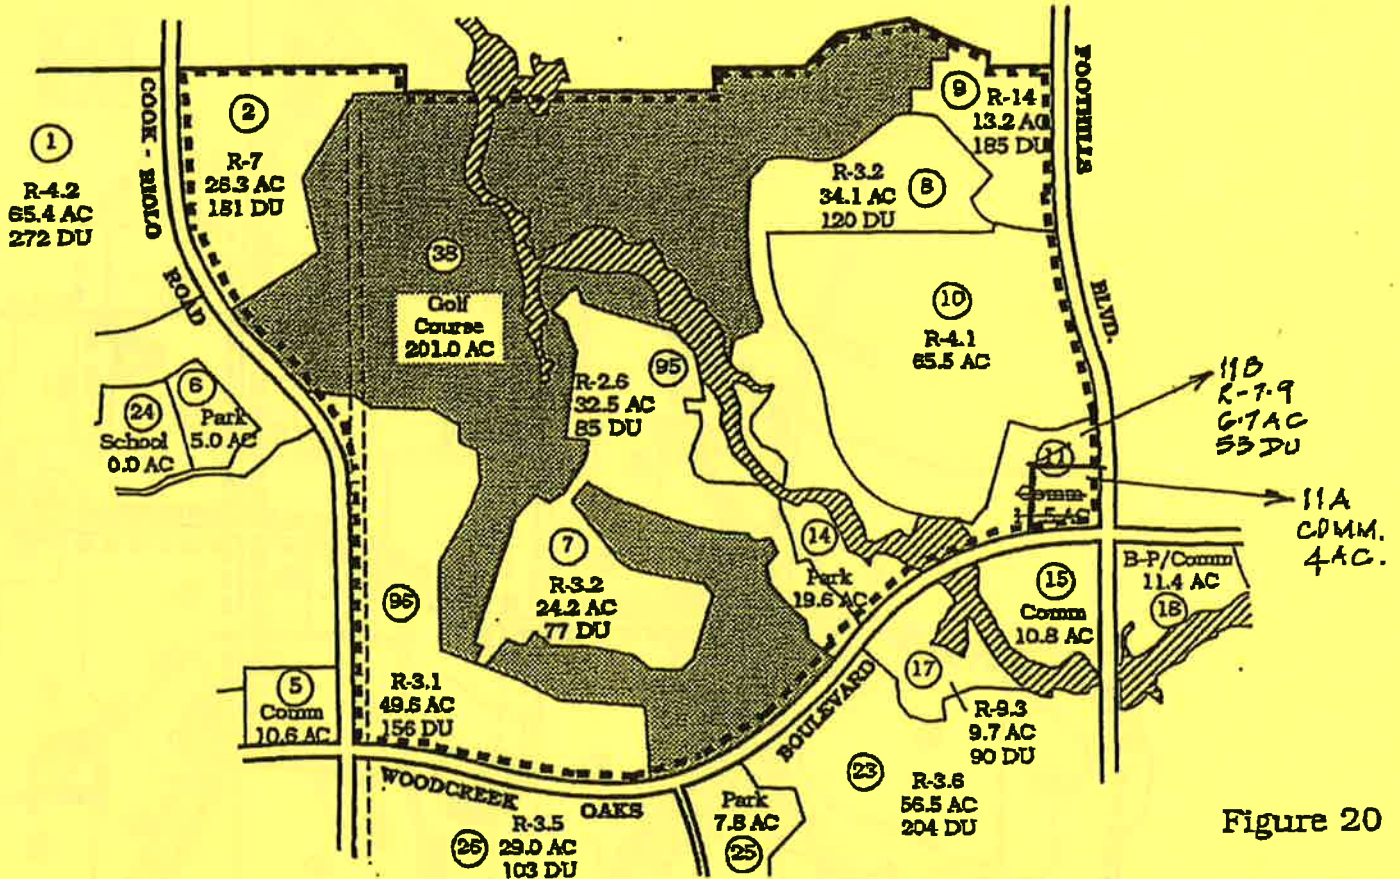 1
R-4.2
65.4 AC
272 DU
COOK - RIOLO
ROAD
2
R-7
26.3 AC
181 DU
38
Golf
Course
201.0 AC
9
R-14
13.2 AC
185 DU
R-3.2
34.1 AC
120 DU
8
FOOTHILLS
BLVD.
10
R-4.1
65.5 AC
11B
R-7.9
6.7 AC
53 DU
11
Comm
AC
11A
COMM.
4 AC.
6
Park
5.0 AC
24
School
0.0 AC
R-2.6
32.5 AC
85 DU
95
7
R-3.2
24.2 AC
77 DU
14
Park
19.6 AC
15
Comm
10.8 AC
B-P/Comm
11.4 AC
18
96
R-3.1
49.6 AC
156 DU
5
Comm
10.6 AC
17
R-9.3
9.7 AC
90 DU
23
R-3.6
56.5 AC
204 DU
WOODCREEK OAKS BOULEVARD
R-3.5
26
29.0 AC
103 DU
Park
7.8 AC
25
Figure 20